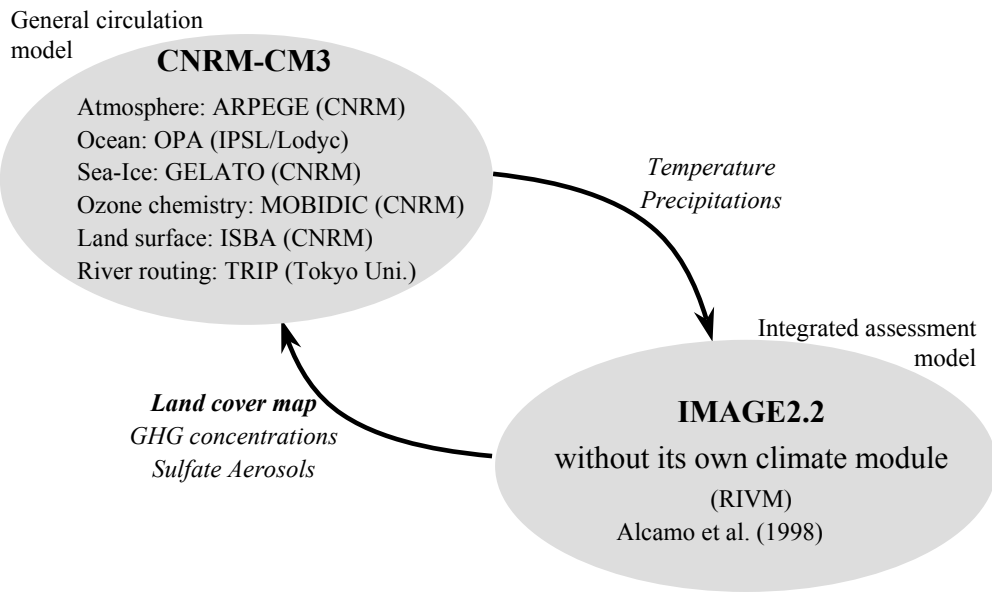 General circulation
model
CNRM-CM3
Atmosphere: ARPEGE (CNRM)
Ocean: OPA (IPSL/Lodyc)
Sea-Ice: GELATO (CNRM)
Ozone chemistry: MOBIDIC (CNRM)
Land surface: ISBA (CNRM)
River routing: TRIP (Tokyo Uni.)
Temperature
Precipitations
Land cover map
GHG concentrations
Sulfate Aerosols
Integrated assessment
model
IMAGE2.2
without its own climate module
(RIVM)
Alcamo et al. (1998)